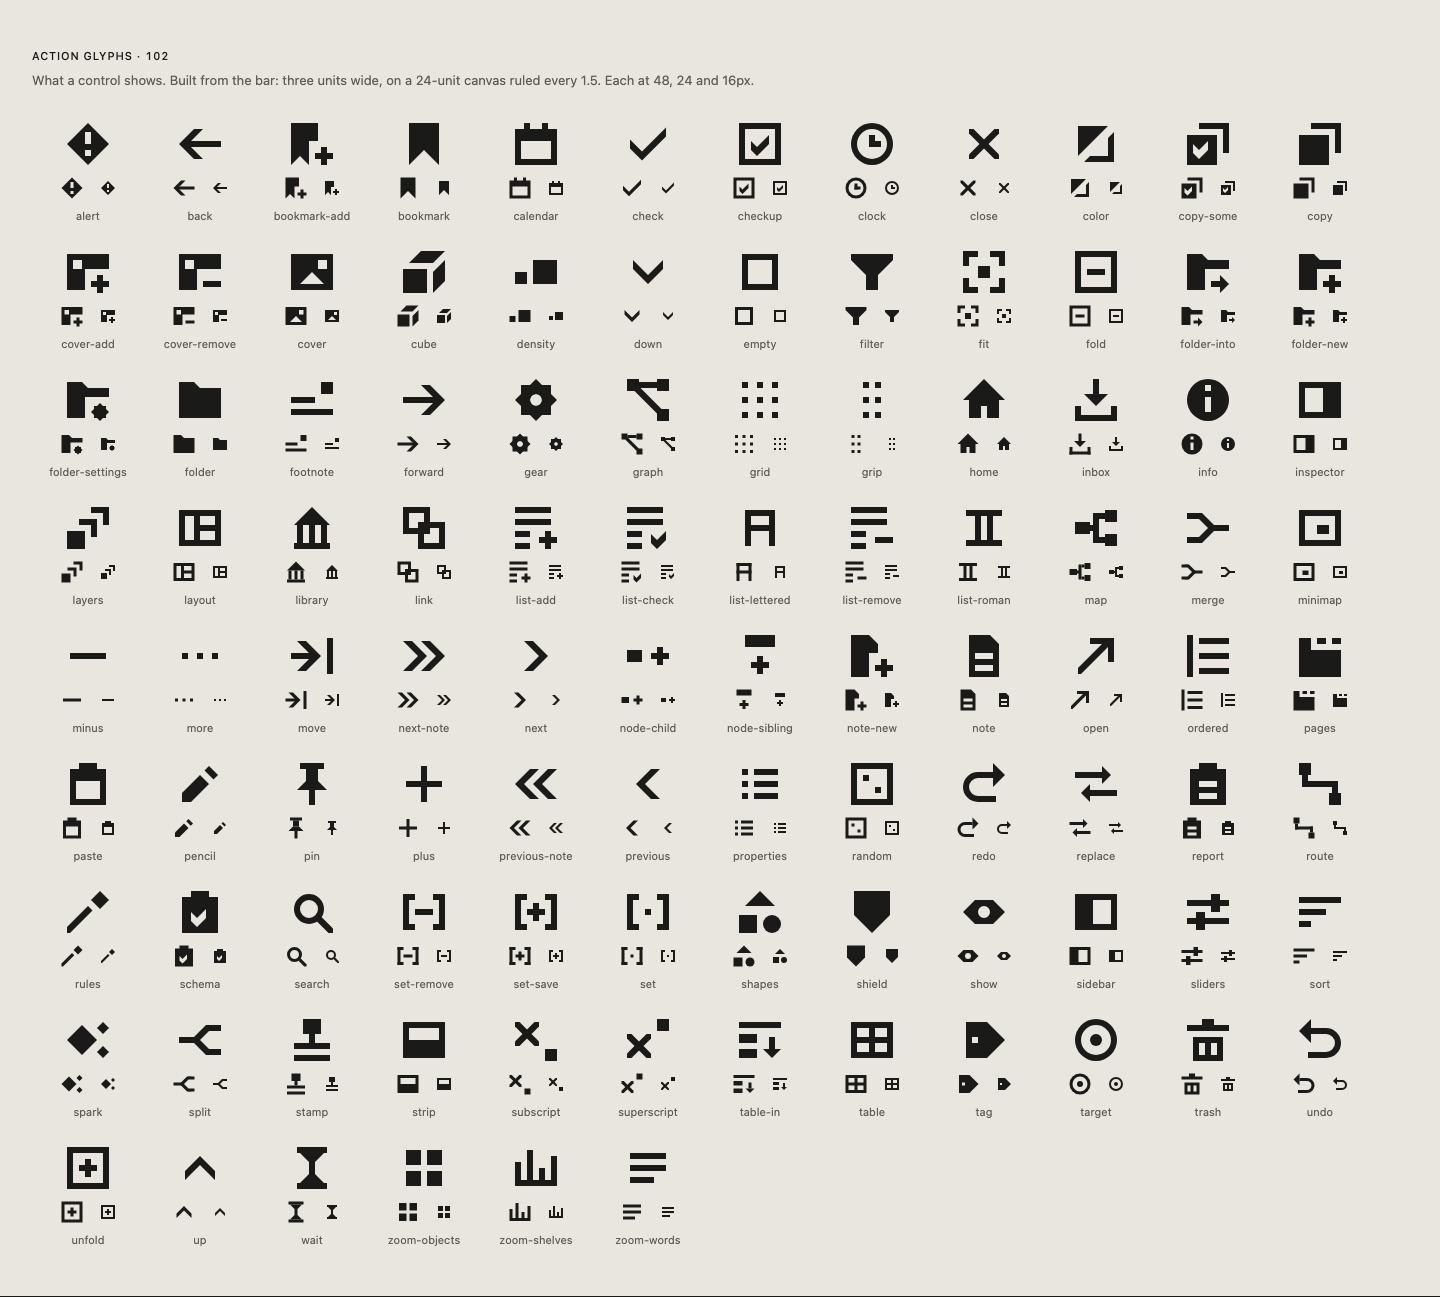 ACTION GLYPHS · 102
What a control shows. Built from the bar: three units wide, on a 24-unit canvas ruled every 1.5. Each at 48, 24 and 16px.
alert back bookmark-add bookmark calendar check checkup clock close color copy-some copy
cover-add cover-remove cover cube density down empty filter fit fold folder-into folder-new
folder-settings folder footnote forward gear graph grid grip home inbox info inspector
layers layout library link list-add list-check list-lettered list-remove list-roman map merge minimap
minus more move next-note next node-child node-sibling note-new note open ordered pages
paste pencil pin plus previous-note previous properties random redo replace report route
rules schema search set-remove set-save set shapes shield show sidebar sliders sort
spark split stamp strip subscript superscript table-in table tag target trash undo
unfold up wait zoom-objects zoom-shelves zoom-words